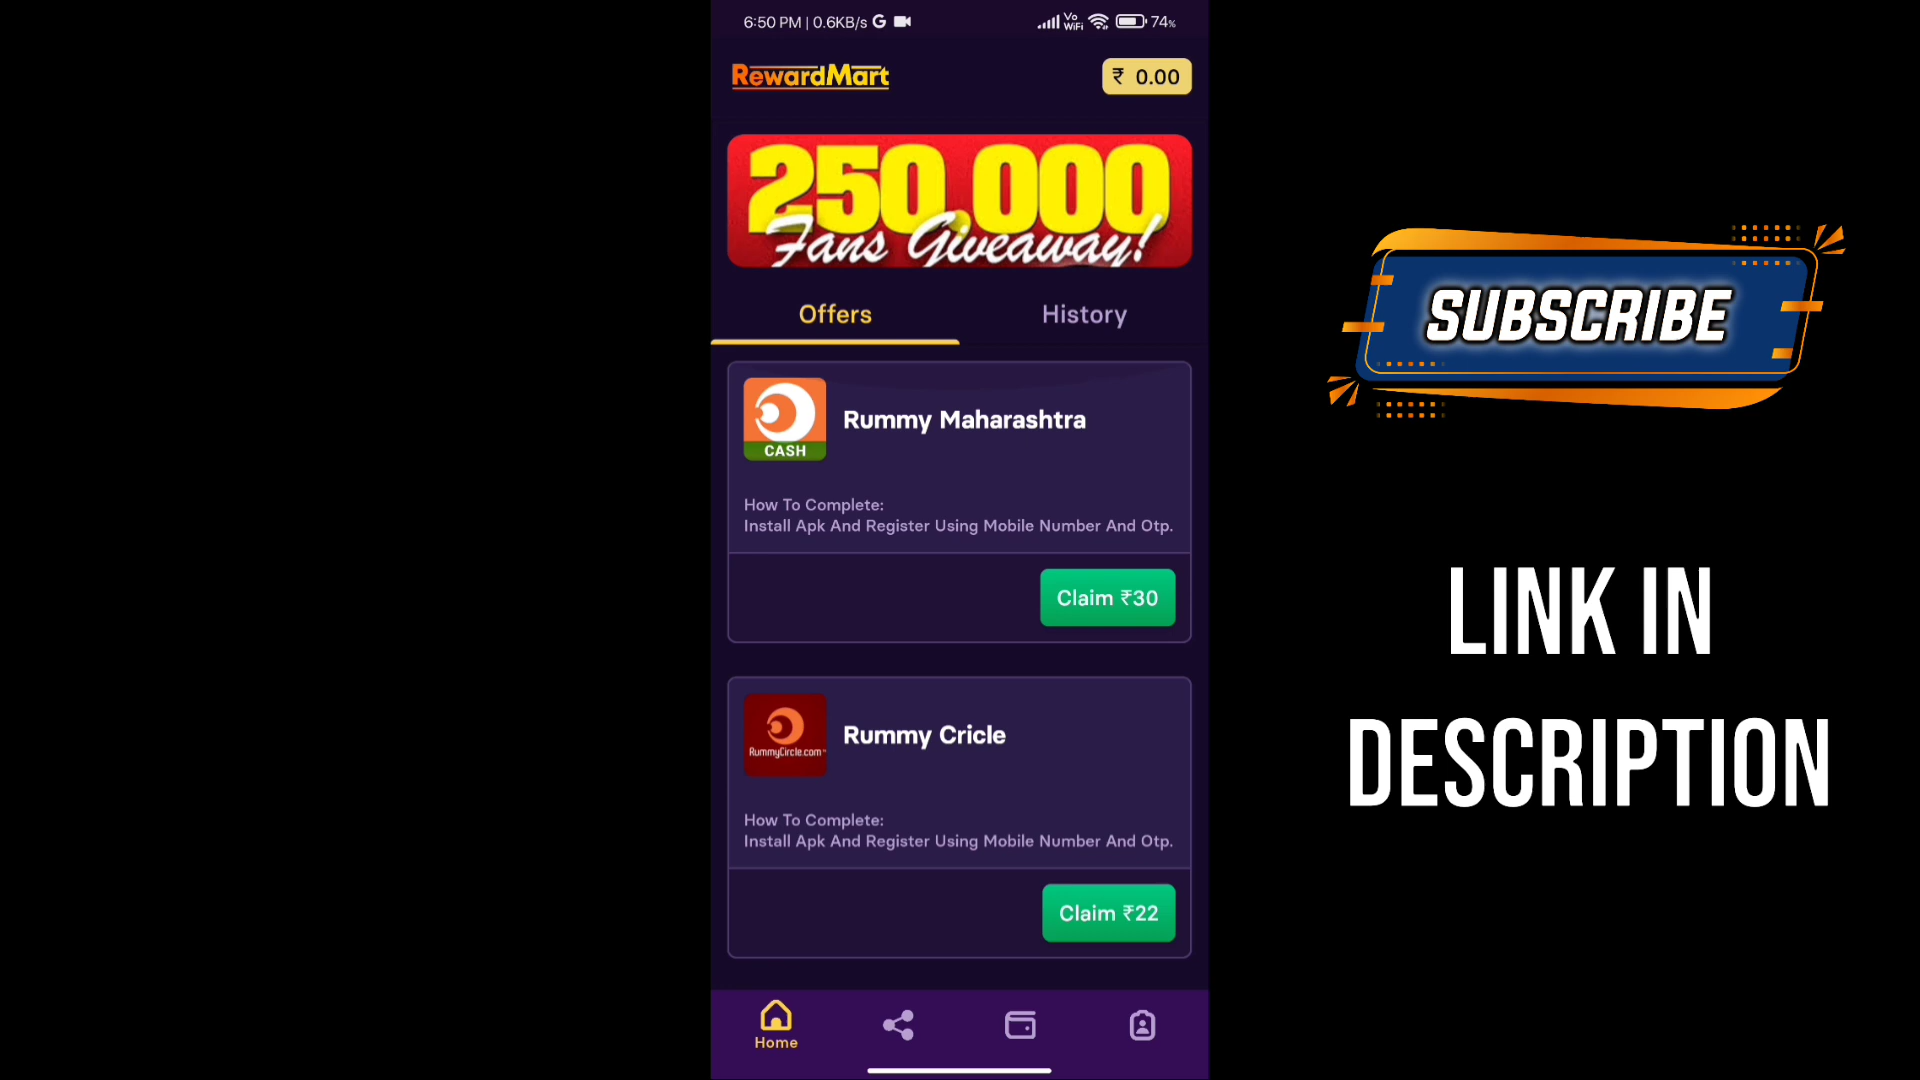 6:50 PM | 0.6KB/s G
Vo WiFi 74%
RewardMart
₹ 0.00
250,000
Fans Giveaway!
Offers
History
CASH
Rummy Maharashtra
How To Complete:
Install Apk And Register Using Mobile Number And Otp.
Claim ₹30
RummyCircle.com
Rummy Cricle
How To Complete:
Install Apk And Register Using Mobile Number And Otp.
Claim ₹22
Home
SUBSCRIBE
LINK IN
DESCRIPTION